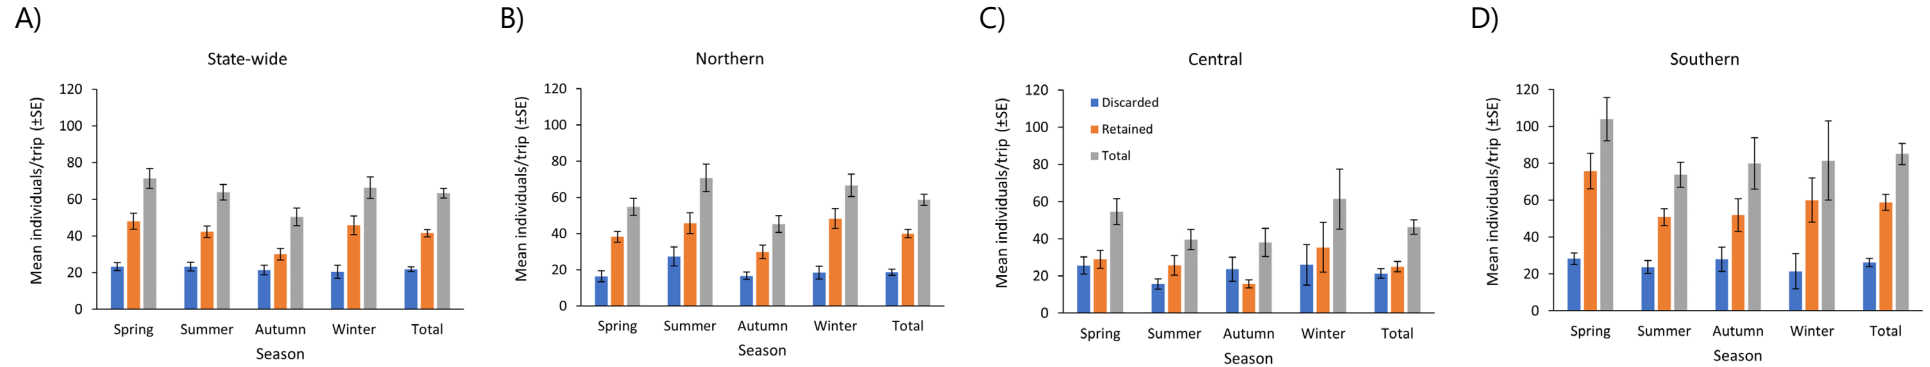 A)
State-wide
Mean individuals/trip (±SE)
120
100
80
60
40
20
0
Spring Summer Autumn Winter Total
Season
B)
Northern
Mean individuals/trip (±SE)
120
100
80
60
40
20
0
Spring Summer Autumn Winter Total
Season
C)
Central
Mean individuals/trip (±SE)
120
100
80
60
40
20
0
Discarded
Retained
Total
Spring Summer Autumn Winter Total
Season
D)
Southern
Mean individuals/trip (±SE)
120
100
80
60
40
20
0
Spring Summer Autumn Winter Total
Season